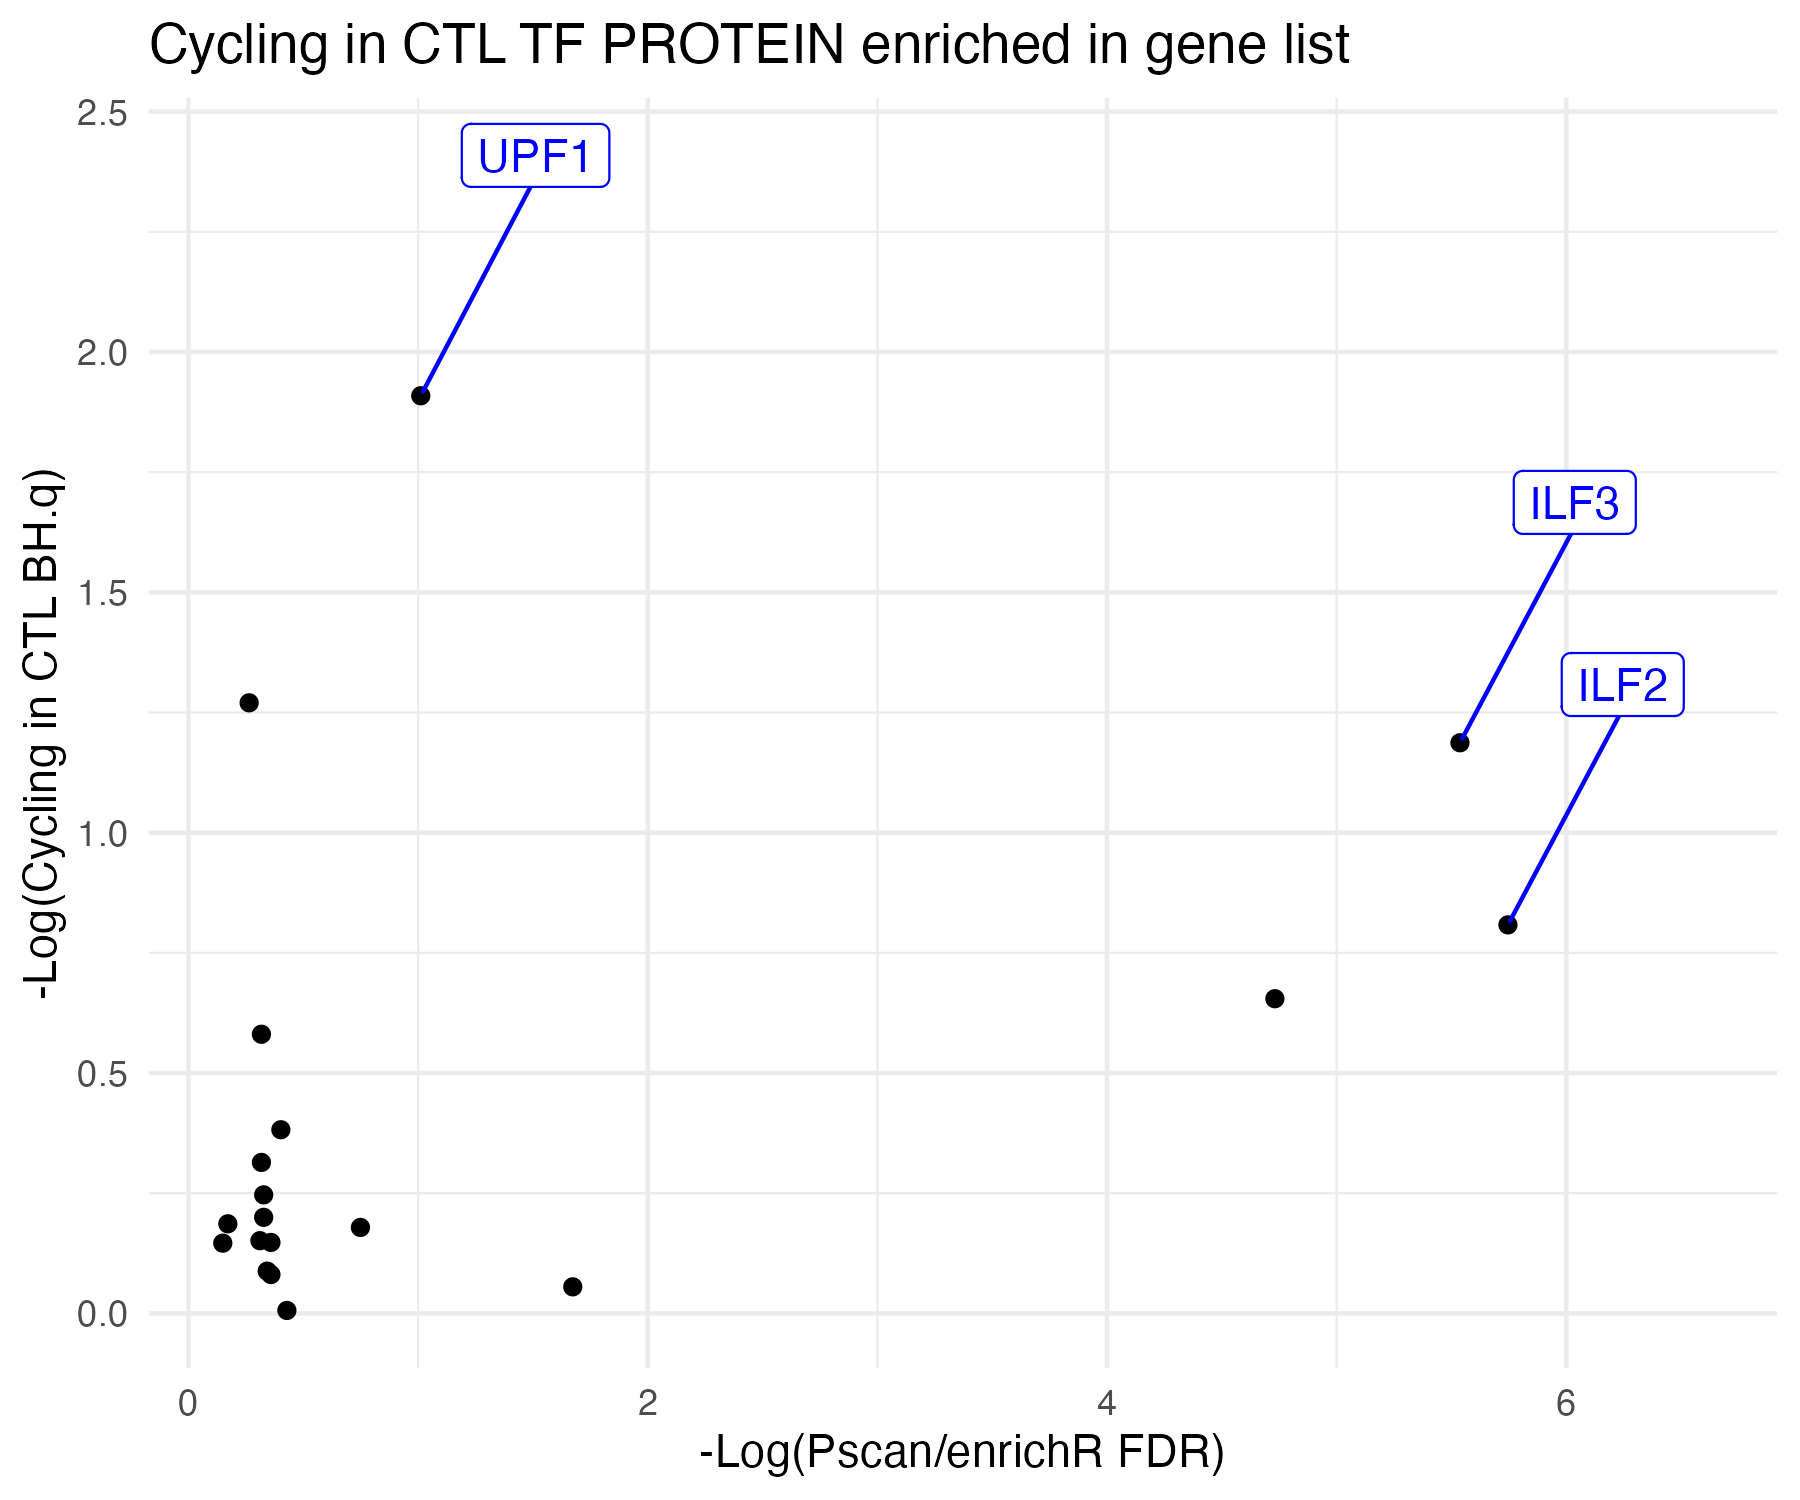 Cycling in CTL TF PROTEIN enriched in gene list
2.5
2.0
1.5
1.0
0.5
0.0
-Log(Cycling in CTL BH.q)
UPF1
ILF3
ILF2
0 2 4 6
-Log(Pscan/enrichR FDR)